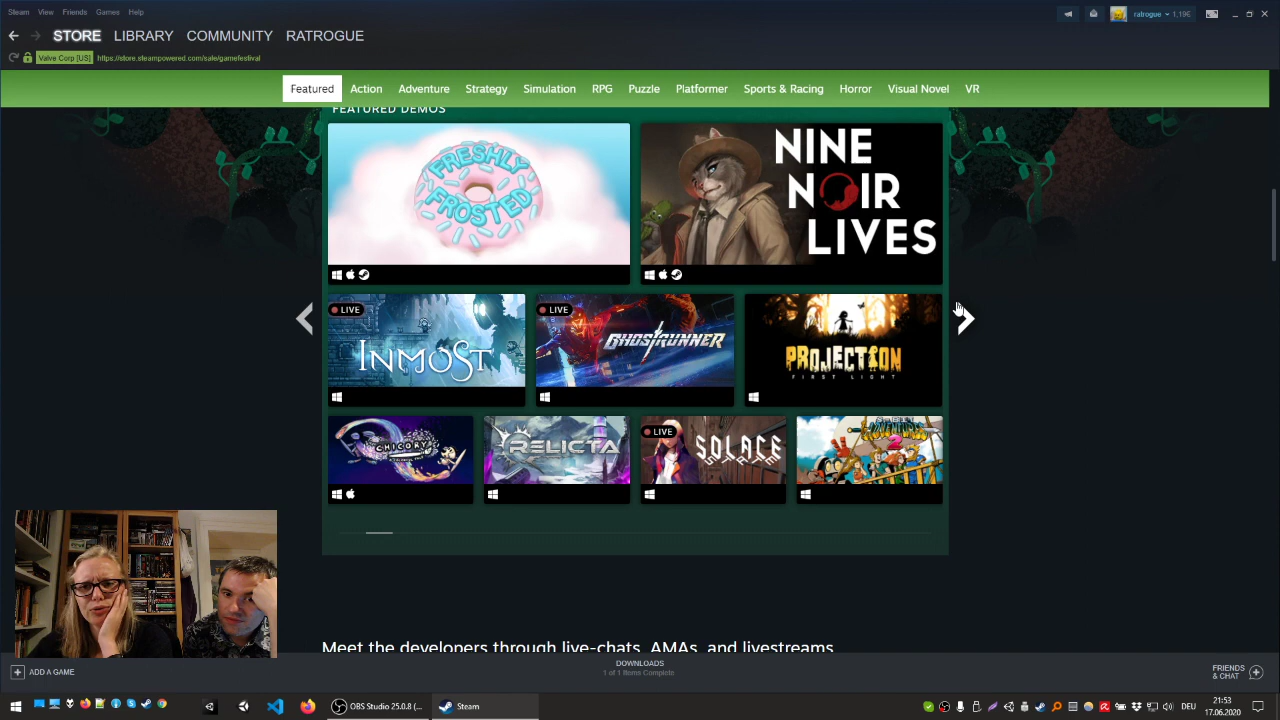 Steam View Friends Games Help
ratrogue 1,19€
STORE LIBRARY COMMUNITY RATROGUE
Valve Corp [US] https://store.steampowered.com/sale/gamefestival
Featured Action Adventure Strategy Simulation RPG Puzzle Platformer Sports & Racing Horror Visual Novel VR
FEATURED DEMOS
FRESHLY
FROSTED
NINE
NOIR
LIVES
LIVE
INMOST
LIVE
GHOSTRUNNER
PROJECTION
FIRST LIGHT
CHICORY
RELICTA
LIVE
SOLACE
STATE
2
Meet the developers through live-chats, AMAs, and livestreams
ADD A GAME
DOWNLOADS
1 of 1 Items Complete
FRIENDS
& CHAT
OBS Studio 25.0.8 (...
Steam
DEU
21:53
17.06.2020